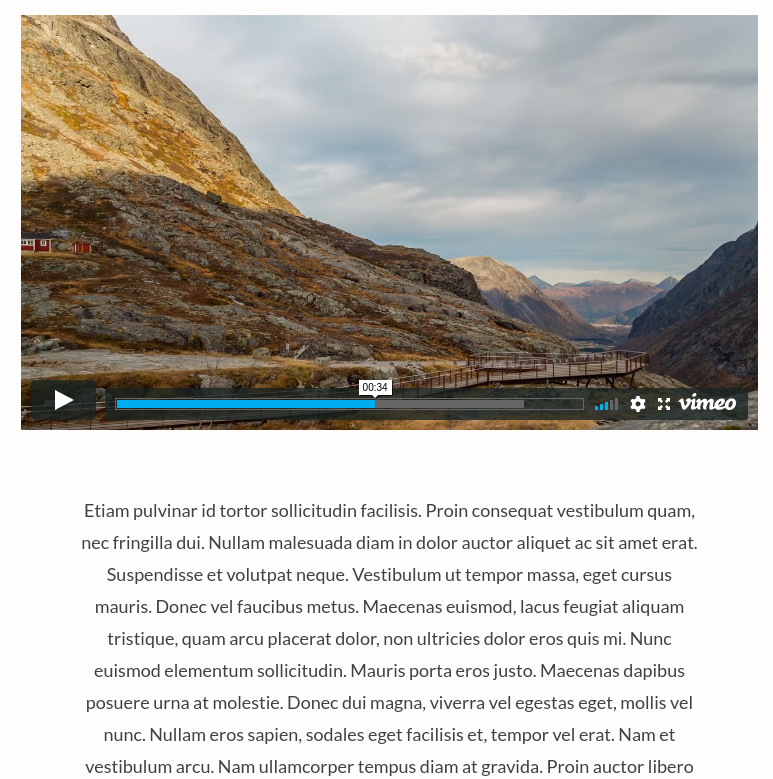 00:34
vimeo
Etiam pulvinar id tortor sollicitudin facilisis. Proin consequat vestibulum quam,
nec fringilla dui. Nullam malesuada diam in dolor auctor aliquet ac sit amet erat.
Suspendisse et volutpat neque. Vestibulum ut tempor massa, eget cursus
mauris. Donec vel faucibus metus. Maecenas euismod, lacus feugiat aliquam
tristique, quam arcu placerat dolor, non ultricies dolor eros quis mi. Nunc
euismod elementum sollicitudin. Mauris porta eros justo. Maecenas dapibus
posuere urna at molestie. Donec dui magna, viverra vel egestas eget, mollis vel
nunc. Nullam eros sapien, sodales eget facilisis et, tempor vel erat. Nam et
vestibulum arcu. Nam ullamcorper tempus diam at gravida. Proin auctor libero